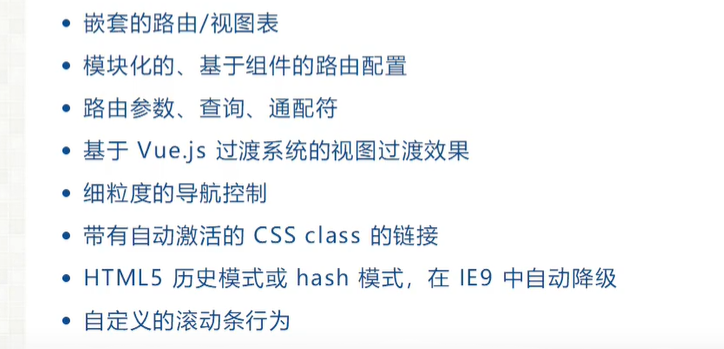 • 嵌套的路由/视图表
• 模块化的、基于组件的路由配置
• 路由参数、查询、通配符
• 基于 Vue.js 过渡系统的视图过渡效果
• 细粒度的导航控制
• 带有自动激活的 CSS class 的链接
• HTML5 历史模式或 hash 模式，在 IE9 中自动降级
• 自定义的滚动条行为